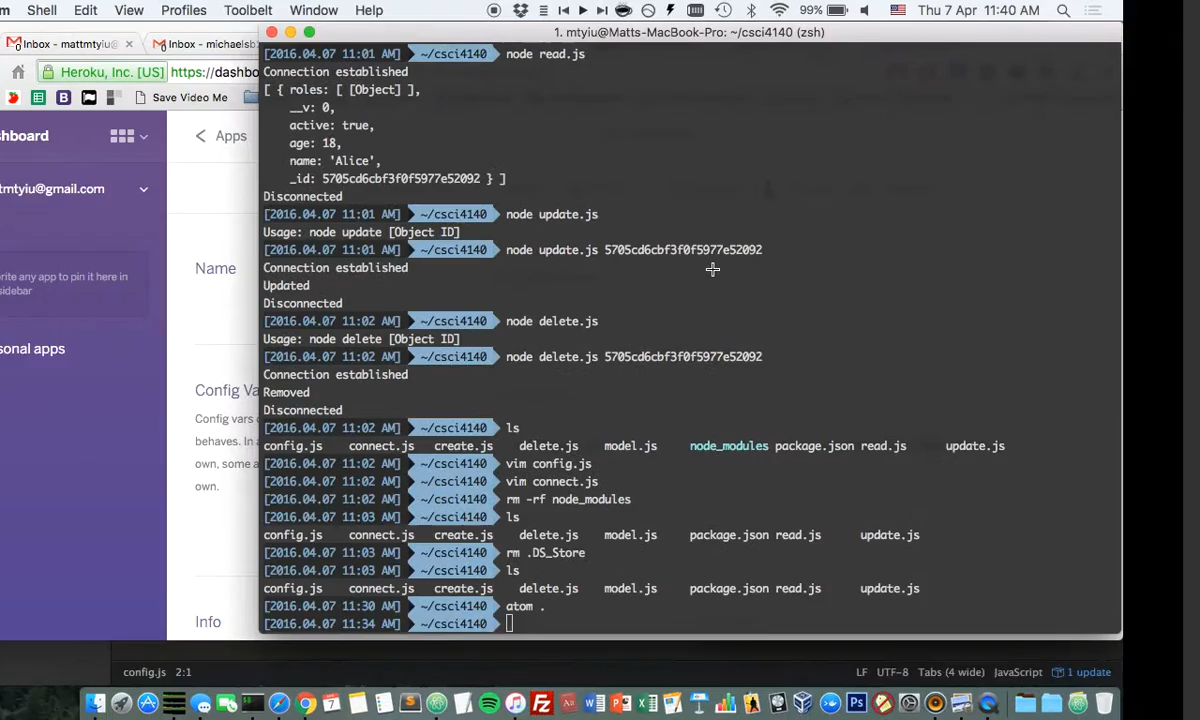 Shell Edit View Profiles Toolbelt Window Help 99% Thu 7 Apr 11:40 AM
Inbox - mattmtyiu@ × Inbox - michaelsb
1. mtyiu@Matts-MacBook-Pro: ~/csci4140 (zsh)
Heroku, Inc. [US] https://dashbo
Save Video Me
shboard
Apps
mtyiu@gmail.com
Name
rite any app to pin it here in
sidebar
sonal apps
Config Va
Config vars
behaves. In a
own, some a
own.
Info
[2016.04.07 11:01 AM] ~/csci4140 node read.js
Connection established
[ { roles: [ [Object] ],
__v: 0,
active: true,
age: 18,
name: 'Alice',
_id: 5705cd6cbf3f0f5977e52092 } ]
Disconnected
[2016.04.07 11:01 AM] ~/csci4140 node update.js
Usage: node update [Object ID]
[2016.04.07 11:01 AM] ~/csci4140 node update.js 5705cd6cbf3f0f5977e52092
Connection established
Updated
Disconnected
[2016.04.07 11:02 AM] ~/csci4140 node delete.js
Usage: node delete [Object ID]
[2016.04.07 11:02 AM] ~/csci4140 node delete.js 5705cd6cbf3f0f5977e52092
Connection established
Removed
Disconnected
[2016.04.07 11:02 AM] ~/csci4140 ls
config.js connect.js create.js delete.js model.js node_modules package.json read.js update.js
[2016.04.07 11:02 AM] ~/csci4140 vim config.js
[2016.04.07 11:02 AM] ~/csci4140 vim connect.js
[2016.04.07 11:02 AM] ~/csci4140 rm -rf node_modules
[2016.04.07 11:03 AM] ~/csci4140 ls
config.js connect.js create.js delete.js model.js package.json read.js update.js
[2016.04.07 11:03 AM] ~/csci4140 rm .DS_Store
[2016.04.07 11:03 AM] ~/csci4140 ls
config.js connect.js create.js delete.js model.js package.json read.js update.js
[2016.04.07 11:30 AM] ~/csci4140 atom .
[2016.04.07 11:34 AM] ~/csci4140
config.js 2:1 LF UTF-8 Tabs (4 wide) JavaScript 1 update